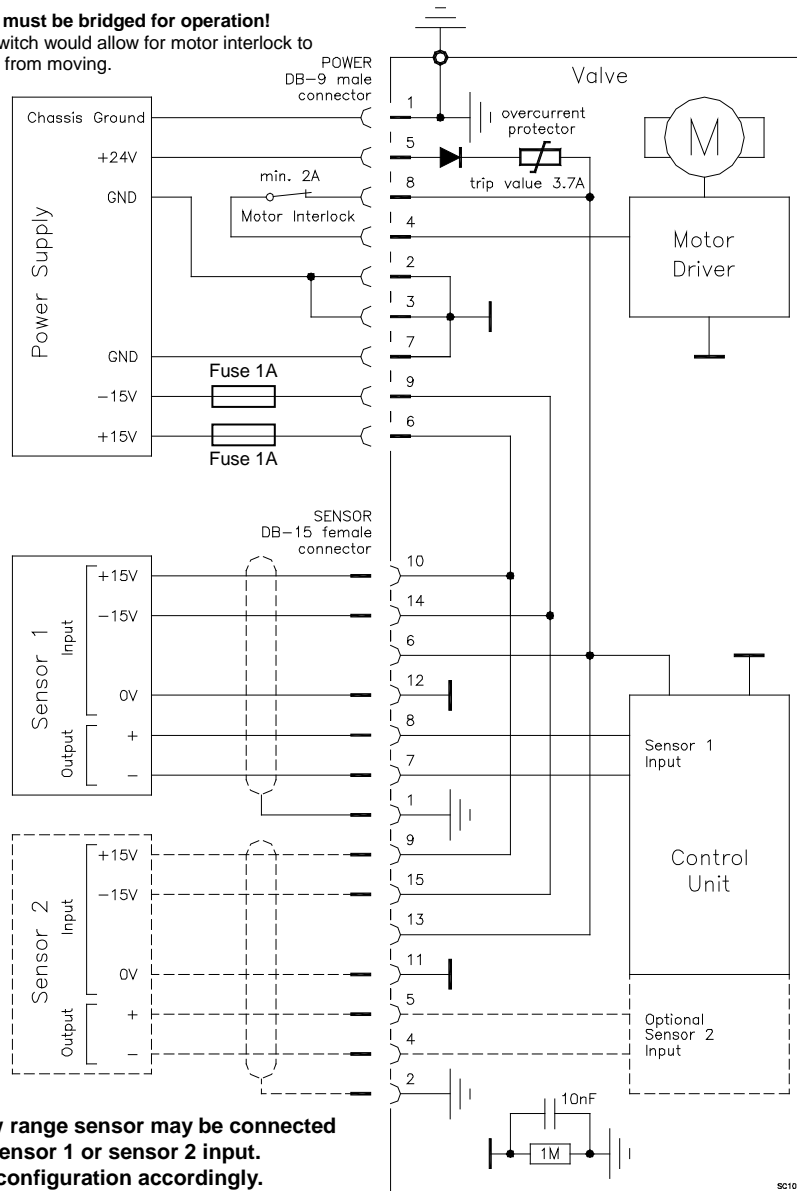 must be bridged for operation!
witch would allow for motor interlock to
from moving.
POWER
DB-9 male
connector
Valve
Chassis Ground
1
overcurrent
protector
M
+24V
5
trip value 3.7A
min. 2A
GND
8
Motor Interlock
4
Motor
Driver
Power Supply
2
3
GND
7
Fuse 1A
-15V
9
+15V
6
Fuse 1A
SENSOR
DB-15 female
connector
+15V
10
-15V
14
Input
Sensor 1
6
0V
12
+
8
Sensor 1
Input
Output
-
7
1
+15V
9
Control
Unit
-15V
15
Input
Sensor 2
13
0V
11
+
5
Optional
Sensor 2
Input
Output
-
4
2
10nF
1M
range sensor may be connected
ensor 1 or sensor 2 input.
configuration accordingly.
SC10